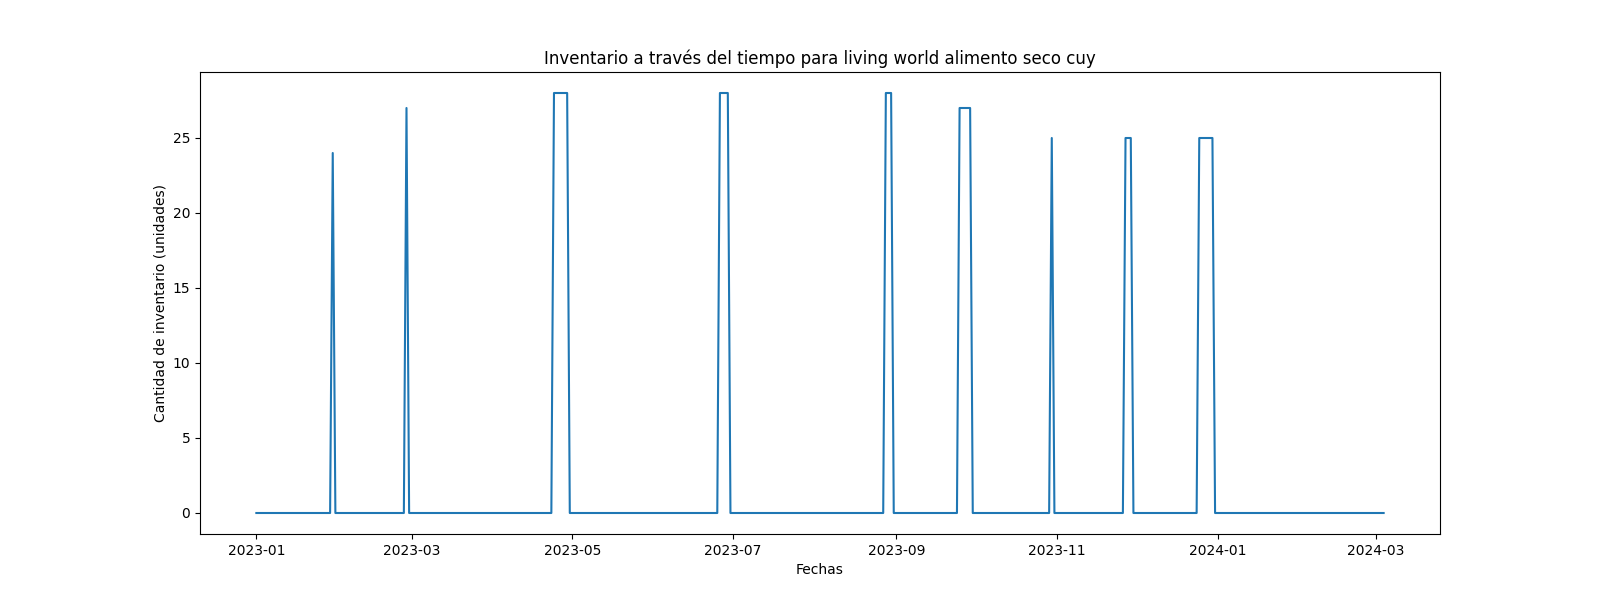 Inventario a través del tiempo para living world alimento seco cuy
Cantidad de inventario (unidades)
25
20
15
10
5
0
2023-01 2023-03 2023-05 2023-07 2023-09 2023-11 2024-01 2024-03
Fechas